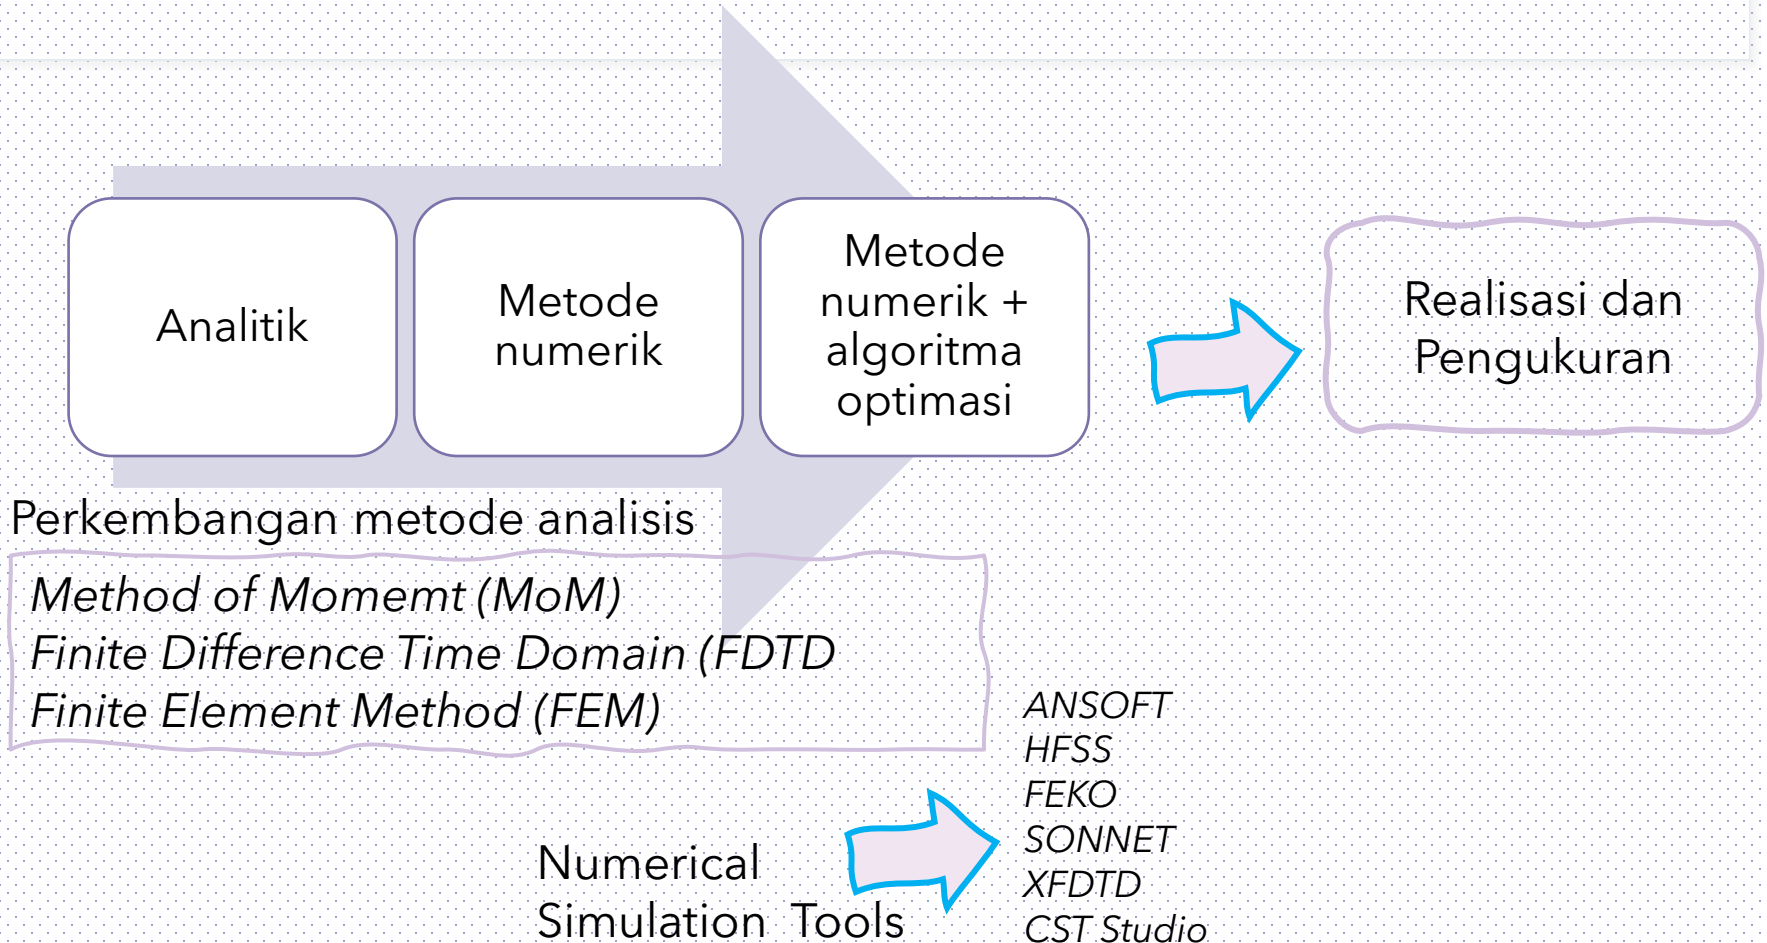 Analitik
Metode
numerik
Metode
numerik +
algoritma
optimasi
Realisasi dan
Pengukuran
Perkembangan metode analisis
Method of Momemt (MoM)
Finite Difference Time Domain (FDTD
Finite Element Method (FEM)
Numerical
Simulation Tools
ANSOFT
HFSS
FEKO
SONNET
XFDTD
CST Studio